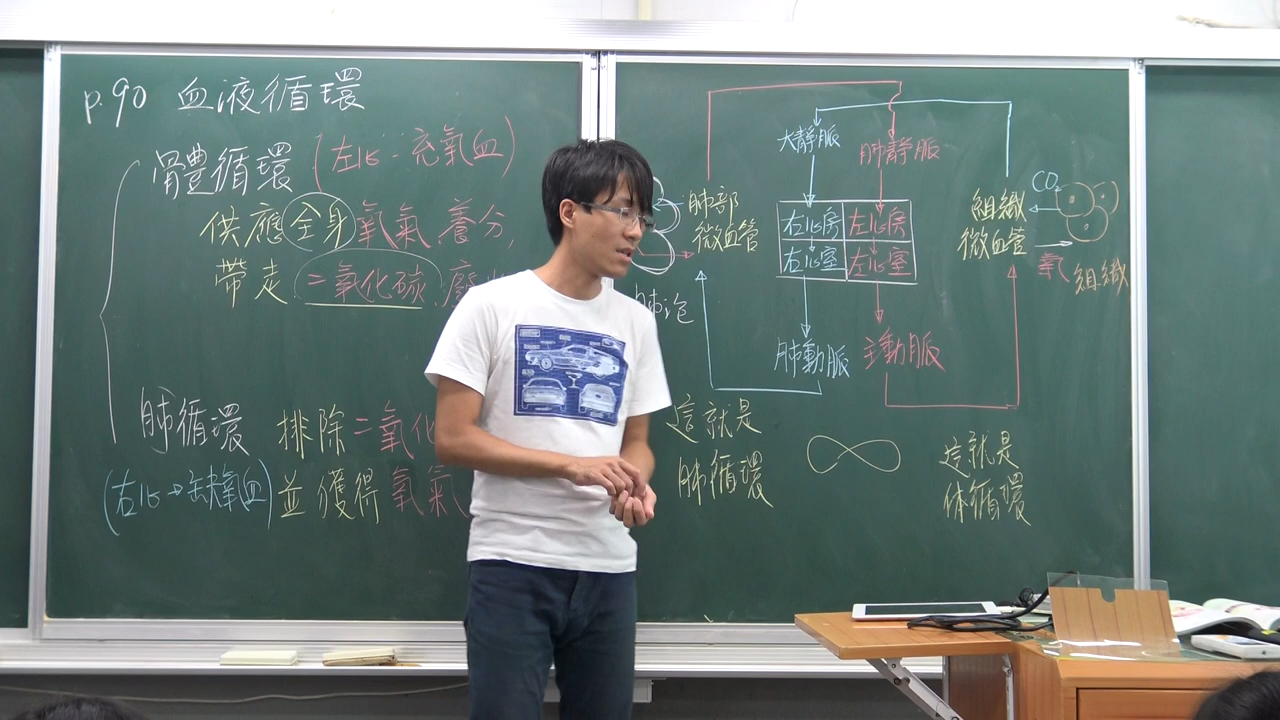 p.90 血液循環
體循環 (左心:充氧血)
供應全身氧氣、養分,
帶走二氧化碳、廢
肺循環 排除二氧化
(右心→缺氧血) 並獲得氧氣
大靜脈 肺靜脈
肺部
微血管
右心房 左心房
右心室 左心室
肺泡
肺動脈 主動脈
組織
微血管
CO2
氧
組織
這就是
肺循環
這就是
体循環